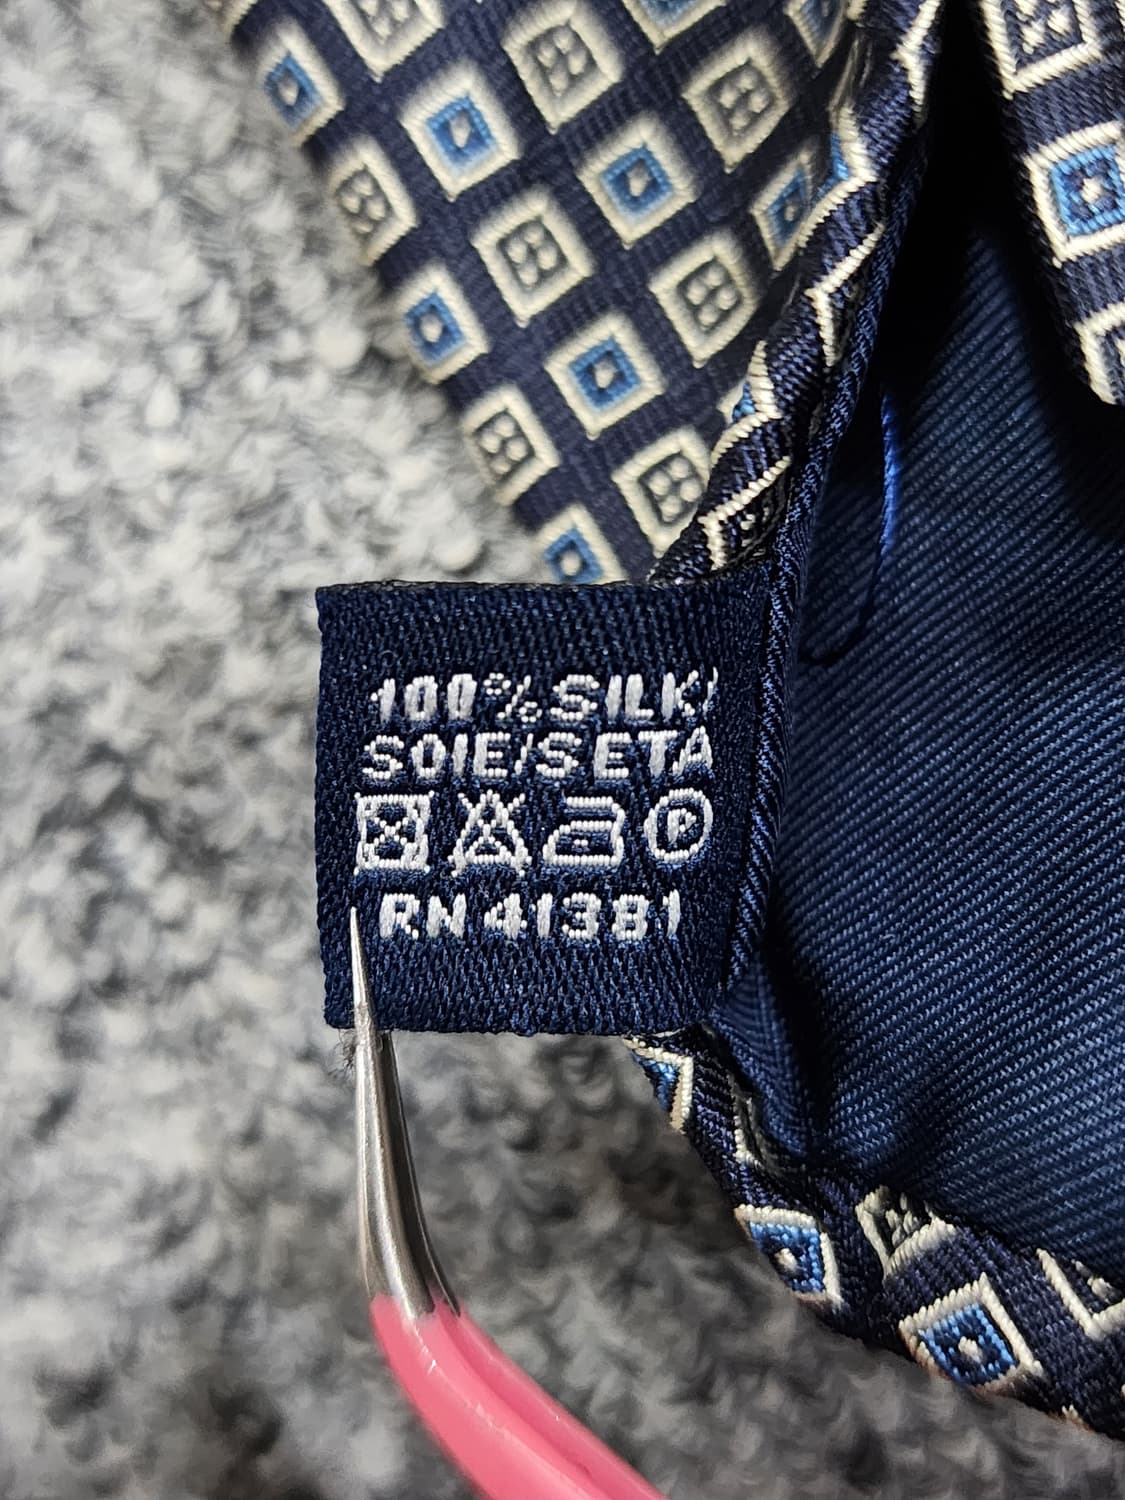 100% SILK/
SOIE/SETA
P
RN 41381